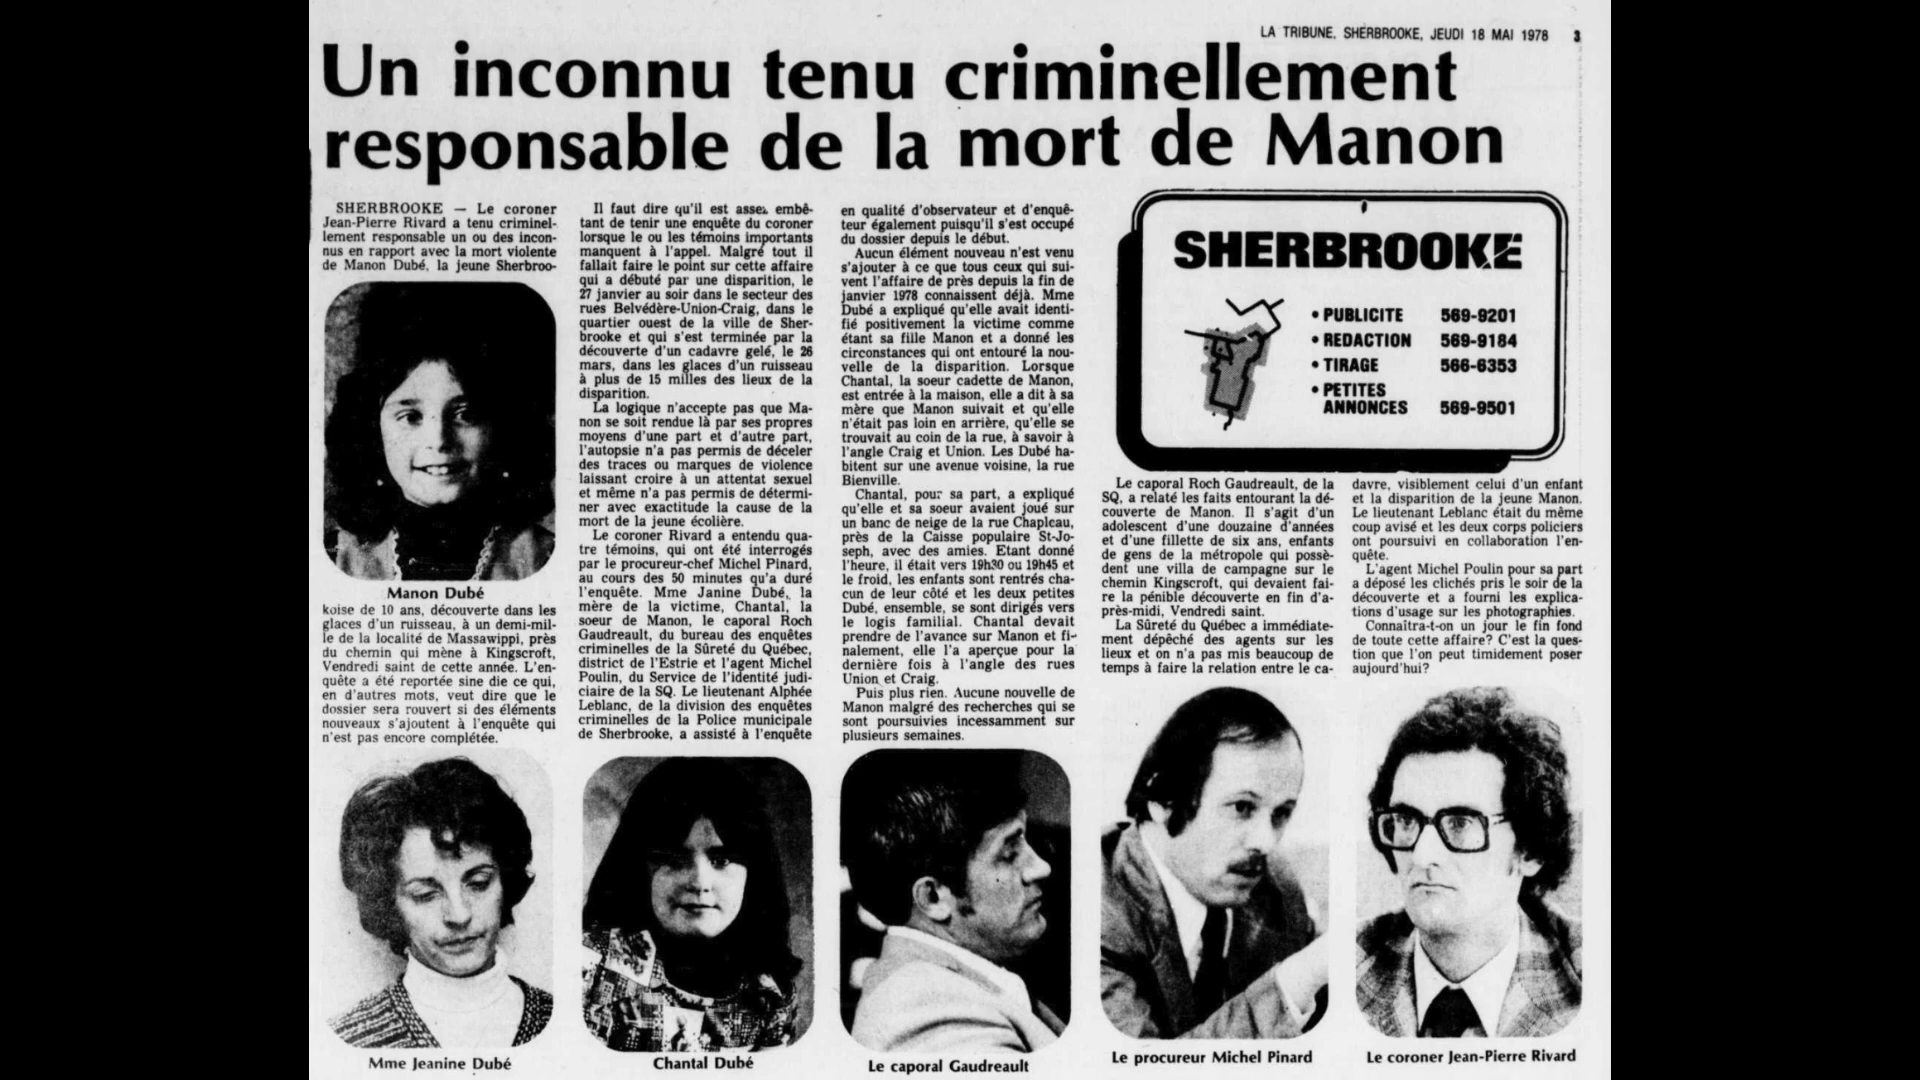 LA TRIBUNE, SHERBROOKE, JEUDI 18 MAI 1978 3
Un inconnu tenu criminellement
responsable de la mort de Manon
SHERBROOKE — Le coroner
Jean-Pierre Rivard a tenu criminel-
lement responsable un ou des incon-
nus en rapport avec la mort violente
de Manon Dubé, la jeune Sherbroo-
Manon Dubé
koise de 10 ans, découverte dans les
glaces d'un ruisseau, à un demi-mil-
le de la localité de Massawippi, près
du chemin qui mène à Kingscroft,
Vendredi saint de cette année. L'en-
quête a été reportée sine die ce qui,
en d'autres mots, veut dire que le
dossier sera rouvert si des éléments
nouveaux s'ajoutent à l'enquête qui
n'est pas encore complétée.
Il faut dire qu'il est assez embê-
tant de tenir une enquête du coroner
lorsque le ou les témoins importants
manquent à l'appel. Malgré tout il
fallait faire le point sur cette affaire
qui a débuté par une disparition, le
27 janvier au soir dans le secteur des
rues Belvédère-Union-Craig, dans le
quartier ouest de la ville de Sher-
brooke et qui s'est terminée par la
découverte d'un cadavre gelé, le 26
mars, dans les glaces d'un ruisseau
à plus de 15 milles des lieux de la
disparition.
La logique n'accepte pas que Ma-
non se soit rendue là par ses propres
moyens d'une part et d'autre part,
l'autopsie n'a pas permis de déceler
des traces ou marques de violence
laissant croire à un attentat sexuel
et même n'a pas permis de détermi-
ner avec exactitude la cause de la
mort de la jeune écolière.
Le coroner Rivard a entendu qua-
tre témoins, qui ont été interrogés
par le procureur-chef Michel Pinard,
au cours des 50 minutes qu'a duré
l'enquête. Mme Janine Dubé, la
mère de la victime, Chantal, la
soeur de Manon, le caporal Roch
Gaudreault, du bureau des enquêtes
criminelles de la Sûreté du Québec,
district de l'Estrie et l'agent Michel
Poulin, du Service de l'identité judi-
ciaire de la SQ. Le lieutenant Alphée
Leblanc, de la division des enquêtes
criminelles de la Police municipale
de Sherbrooke, a assisté à l'enquête
en qualité d'observateur et d'enquê-
teur également puisqu'il s'est occupé
du dossier depuis le début.
Aucun élément nouveau n'est venu
s'ajouter à ce que tous ceux qui sui-
vent l'affaire de près depuis la fin de
janvier 1978 connaissent déjà. Mme
Dubé a expliqué qu'elle avait identi-
fié positivement la victime comme
étant sa fille Manon et a donné les
circonstances qui ont entouré la nou-
velle de la disparition. Lorsque
Chantal, la soeur cadette de Manon,
est entrée à la maison, elle a dit à sa
mère que Manon suivait et qu'elle
n'était pas loin en arrière, qu'elle se
trouvait au coin de la rue, à savoir à
l'angle Craig et Union. Les Dubé ha-
bitent sur une avenue voisine, la rue
Bienville.
Chantal, pour sa part, a expliqué
qu'elle et sa soeur avaient joué sur
un banc de neige de la rue Chapleau,
près de la Caisse populaire St-Jo-
seph, avec des amies. Etant donné
l'heure, il était vers 19h30 ou 19h45 et
le froid, les enfants sont rentrés cha-
cun de leur côté et les deux petites
Dubé, ensemble, se sont dirigés vers
le logis familial. Chantal devait
prendre de l'avance sur Manon et fi-
nalement, elle l'a aperçue pour la
dernière fois à l'angle des rues
Union et Craig.
Puis plus rien. Aucune nouvelle de
Manon malgré des recherches qui se
sont poursuivies incessamment sur
plusieurs semaines.
SHERBROOKE
• PUBLICITE 569-9201
• REDACTION 569-9184
• TIRAGE 566-6353
• PETITES
ANNONCES 569-9501
Le caporal Roch Gaudreault, de la
SQ, a relaté les faits entourant la dé-
couverte de Manon. Il s'agit d'un
adolescent d'une douzaine d'années
et d'une fillette de six ans, enfants
de gens de la métropole qui possè-
dent une villa de campagne sur le
chemin Kingscroft, qui devaient fai-
re la pénible découverte en fin d'a-
près-midi, Vendredi saint.
La Sûreté du Québec a immédiate-
ment dépêché des agents sur les
lieux et on n'a pas mis beaucoup de
temps à faire la relation entre le ca-
davre, visiblement celui d'un enfant
et la disparition de la jeune Manon.
Le lieutenant Leblanc était du même
coup avisé et les deux corps policiers
ont poursuivi en collaboration l'en-
quête.
L'agent Michel Poulin pour sa part
a déposé les clichés pris le soir de la
découverte et a fourni les explica-
tions d'usage sur les photographies.
Connaîtra-t-on un jour le fin fond
de toute cette affaire? C'est la ques-
tion que l'on peut timidement poser
aujourd'hui?
Mme Jeanine Dubé
Chantal Dubé
Le caporal Gaudreault
Le procureur Michel Pinard
Le coroner Jean-Pierre Rivard